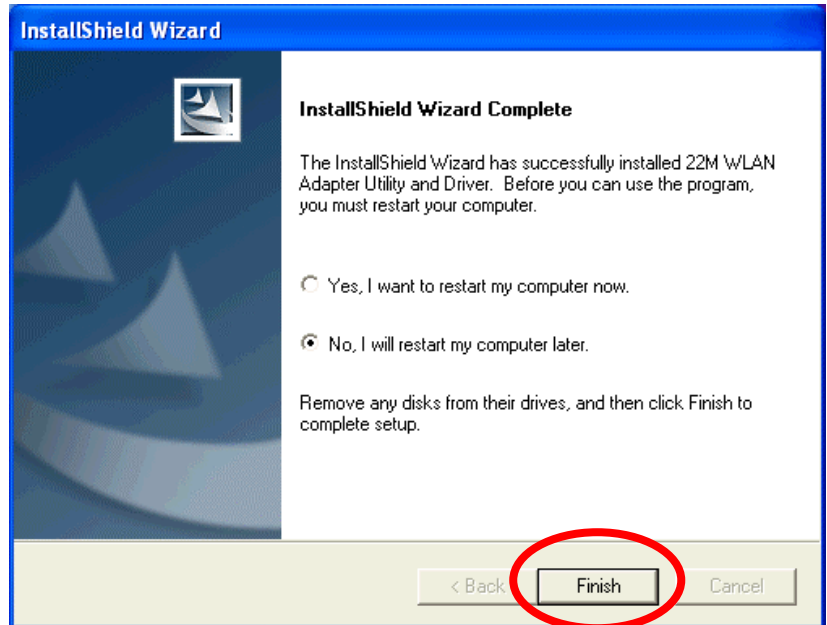 InstallShield Wizard
InstallShield Wizard Complete
The InstallShield Wizard has successfully installed 22M WLAN
Adapter Utility and Driver.  Before you can use the program,
you must restart your computer.
Yes, I want to restart my computer now.
No, I will restart my computer later.
Remove any disks from their drives, and then click Finish to
complete setup.
< Back Finish Cancel